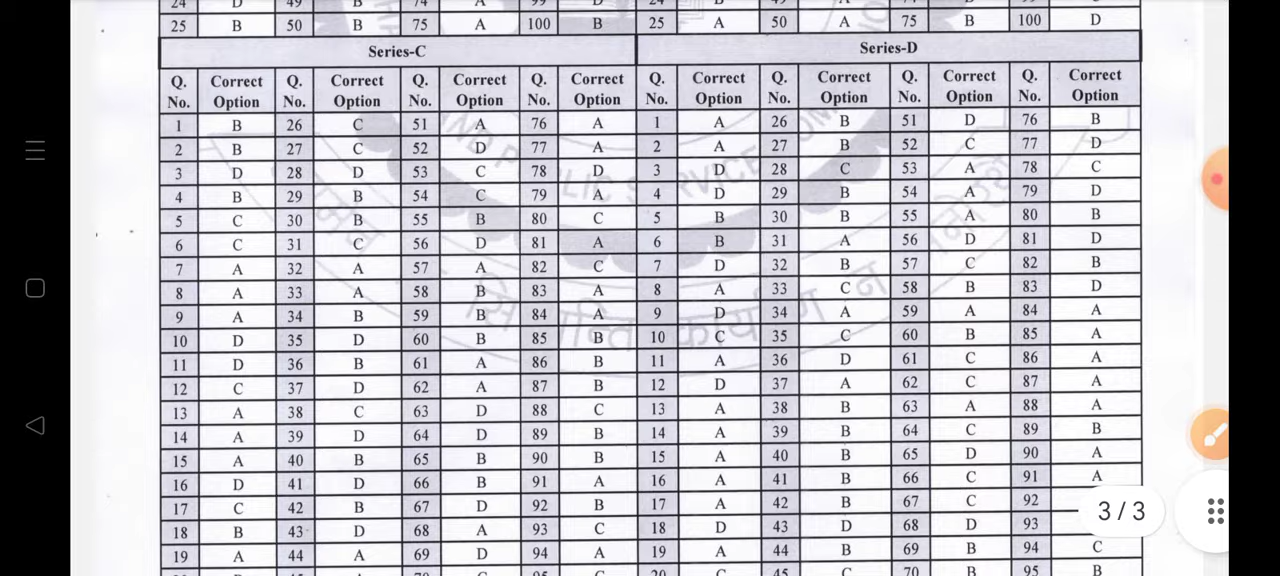 25 B 50 B 75 A 100 B 25 A 50 A 75 B 100 D
Series-C Series-D
Q. No. Correct Option Q. No. Correct Option Q. No. Correct Option Q. No. Correct Option Q. No. Correct Option Q. No. Correct Option Q. No. Correct Option Q. No. Correct Option
1 B 26 C 51 A 76 A 1 A 26 B 51 D 76 B
2 B 27 C 52 D 77 A 2 A 27 B 52 C 77 D
3 D 28 D 53 C 78 D 3 D 28 C 53 A 78 C
4 B 29 B 54 C 79 A 4 D 29 B 54 A 79 D
5 C 30 B 55 B 80 C 5 B 30 B 55 A 80 B
6 C 31 C 56 D 81 A 6 B 31 A 56 D 81 D
7 A 32 A 57 A 82 C 7 D 32 B 57 C 82 B
8 A 33 A 58 B 83 A 8 A 33 C 58 B 83 D
9 A 34 B 59 B 84 A 9 D 34 A 59 A 84 A
10 D 35 D 60 B 85 B 10 C 35 C 60 B 85 A
11 D 36 B 61 A 86 B 11 A 36 D 61 C 86 A
12 C 37 D 62 A 87 B 12 D 37 A 62 C 87 A
13 A 38 C 63 D 88 C 13 A 38 B 63 A 88 A
14 A 39 D 64 D 89 B 14 A 39 B 64 C 89 B
15 A 40 B 65 B 90 B 15 A 40 B 65 D 90 A
16 D 41 D 66 B 91 A 16 A 41 B 66 C 91 A
17 C 42 B 67 D 92 B 17 A 42 B 67 C 92
18 B 43 D 68 A 93 C 18 D 43 D 68 D 93
19 A 44 A 69 D 94 A 19 A 44 B 69 B 94 C
20 C 45 C 70 B 95 B
3/3